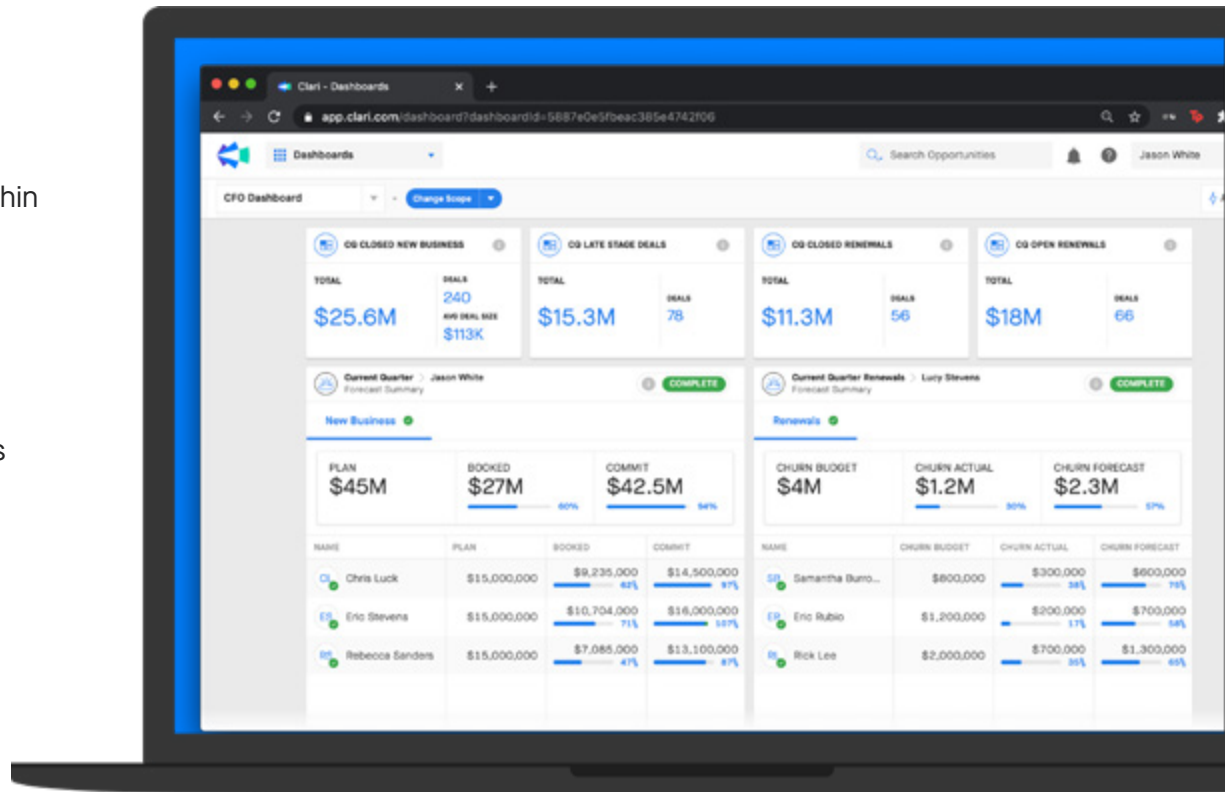 hin
s
Clari - Dashboards
app.clari.com/dashboard?dashboardId=5687e0e5fbeac385e4742f06
Dashboards
Search Opportunities
Jason White
CFO Dashboard
Change Scope
CQ CLOSED NEW BUSINESS
TOTAL
$25.6M
DEALS
240
AVG DEAL SIZE
$113K
CQ LATE STAGE DEALS
TOTAL
$15.3M
DEALS
78
CQ CLOSED RENEWALS
TOTAL
$11.3M
DEALS
56
CQ OPEN RENEWALS
TOTAL
$18M
DEALS
66
Current Quarter > Jason White
Forecast Summary
COMPLETE
New Business
PLAN BOOKED COMMIT
$45M $27M $42.5M
60% 94%
NAME PLAN BOOKED COMMIT
CL Chris Luck $15,000,000 $9,235,000 $14,500,000
62% 97%
ES Eric Stevens $15,000,000 $10,704,000 $16,000,000
71% 107%
RS Rebecca Sanders $15,000,000 $7,085,000 $13,100,000
47% 87%
Current Quarter Renewals > Lucy Stevens
Forecast Summary
COMPLETE
Renewals
CHURN BUDGET CHURN ACTUAL CHURN FORECAST
$4M $1.2M $2.3M
30% 57%
NAME CHURN BUDGET CHURN ACTUAL CHURN FORECAST
SB Samantha Burro... $800,000 $300,000 $600,000
38% 75%
ER Eric Rubio $1,200,000 $200,000 $700,000
17% 58%
RL Rick Lee $2,000,000 $700,000 $1,300,000
35% 65%